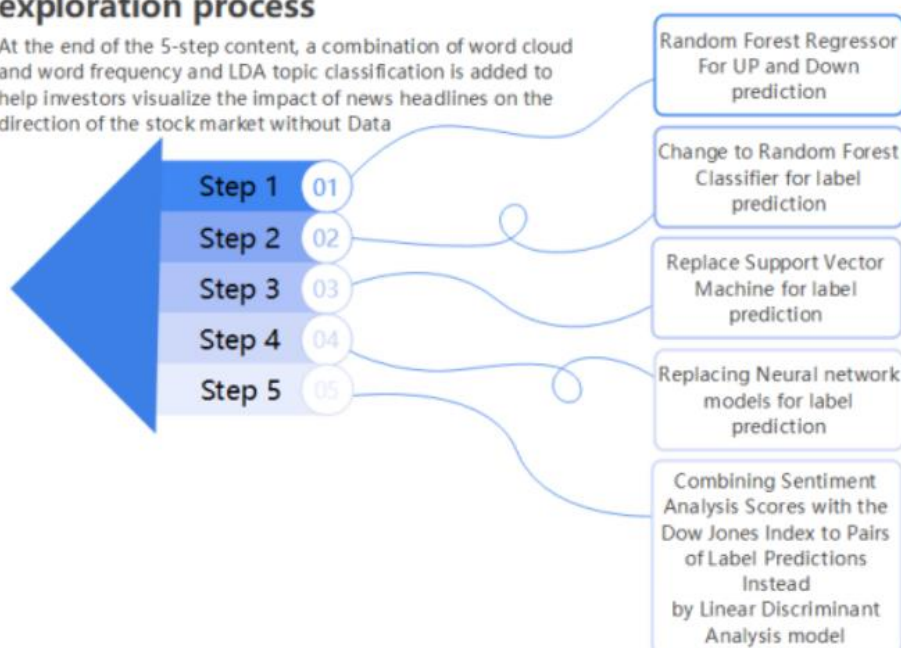 exploration process
At the end of the 5-step content, a combination of word cloud
and word frequency and LDA topic classification is added to
help investors visualize the impact of news headlines on the
direction of the stock market without Data
Step 1 01
Step 2 02
Step 3 03
Step 4 04
Step 5 05
Random Forest Regressor
For UP and Down
prediction
Change to Random Forest
Classifier for label
prediction
Replace Support Vector
Machine for label
prediction
Replacing Neural network
models for label
prediction
Combining Sentiment
Analysis Scores with the
Dow Jones Index to Pairs
of Label Predictions
Instead
by Linear Discriminant
Analysis model